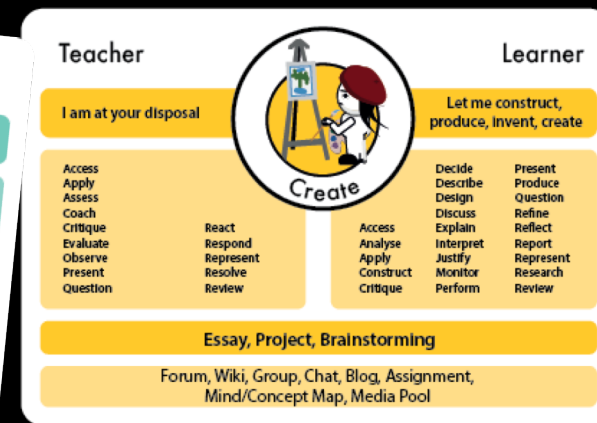 Teacher
Learner
I am at your disposal
Let me construct,
produce, invent, create
Create
Access
Apply
Assess
Coach
Critique
Evaluate
Observe
Present
Question
React
Respond
Represent
Resolve
Review
Access
Analyse
Apply
Construct
Critique
Decide
Describe
Design
Discuss
Explain
Interpret
Justify
Monitor
Perform
Present
Produce
Question
Refine
Reflect
Report
Represent
Research
Review
Essay, Project, Brainstorming
Forum, Wiki, Group, Chat, Blog, Assignment,
Mind/Concept Map, Media Pool